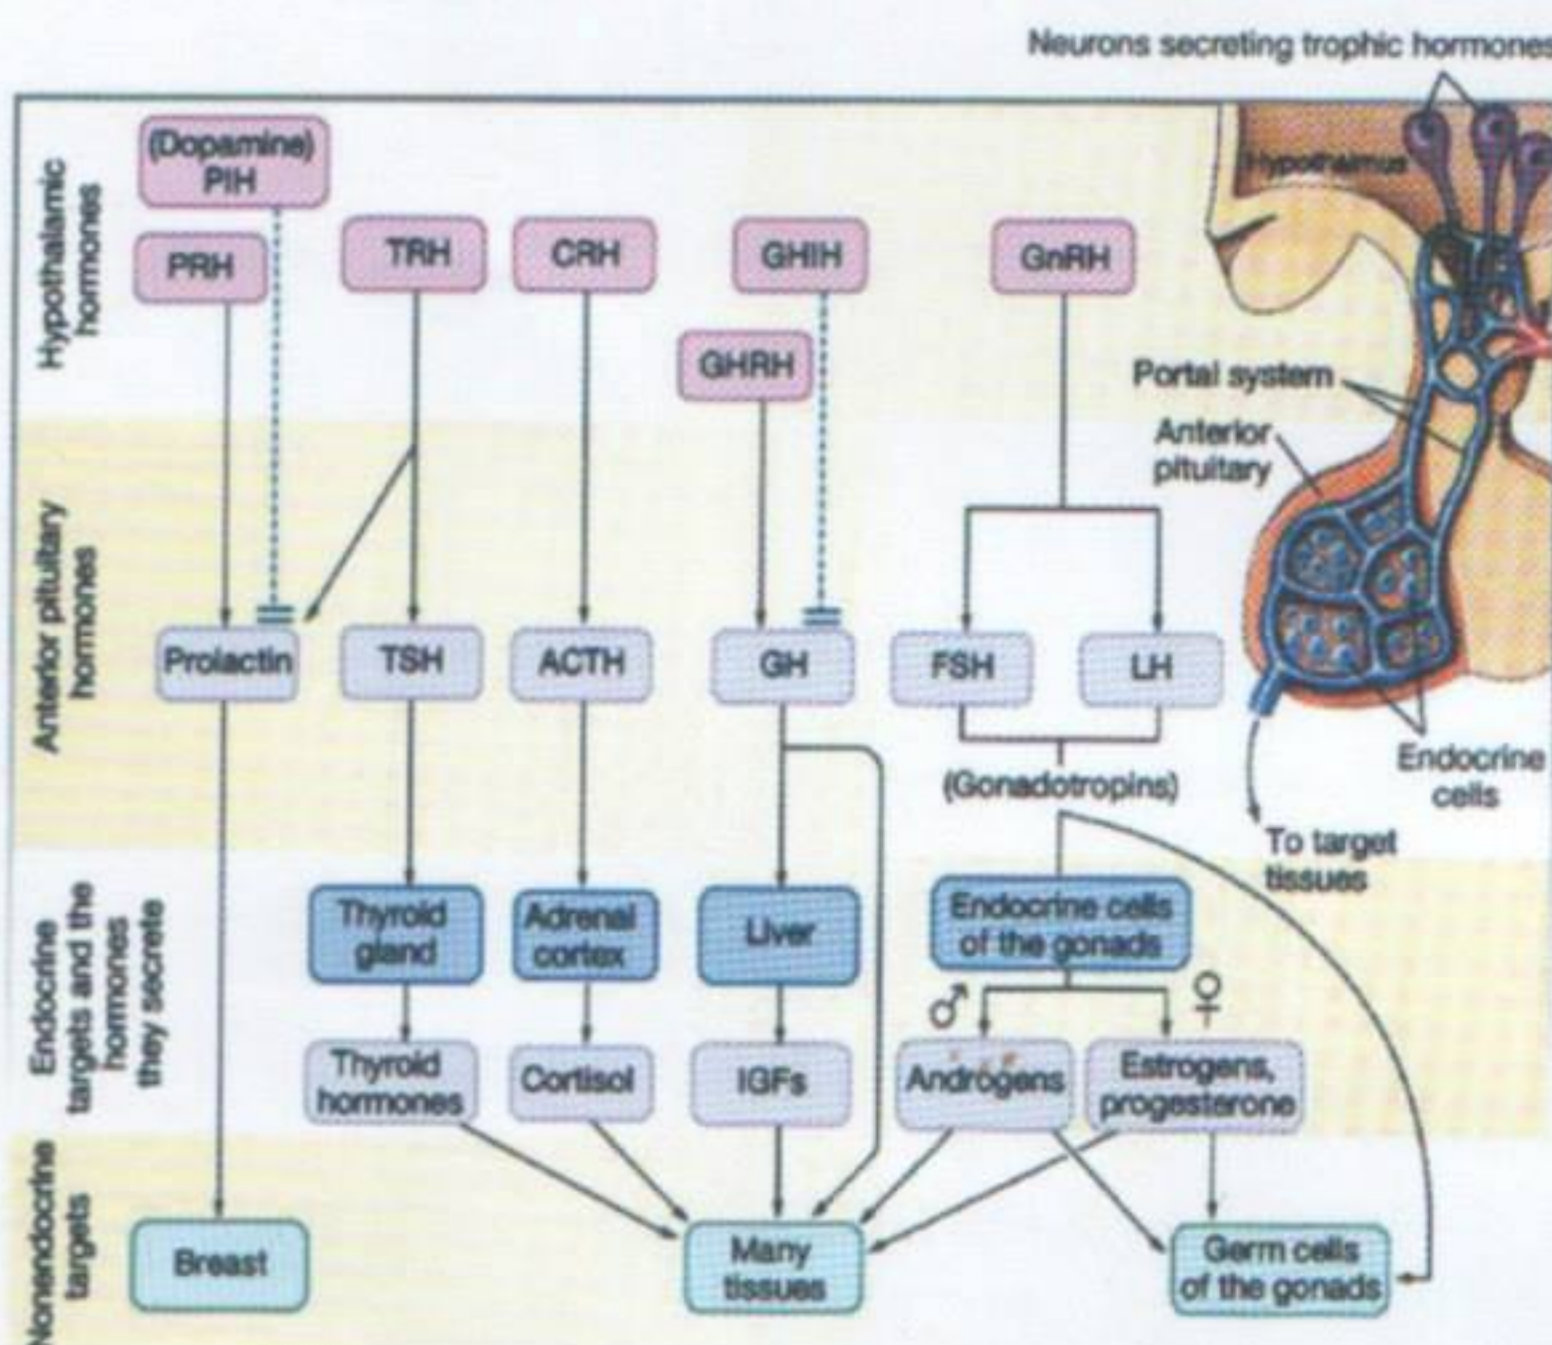 Neurons secreting trophic hormones
Hypothalamic
hormones
(Dopamine)
PIH
PRH
TRH
CRH
GHIH
GHRH
GnRH
Hypothalmus
Portal system
Anterior
pituitary
Anterior pituitary
hormones
Prolactin
TSH
ACTH
GH
FSH
LH
(Gonadotropins)
Endocrine
cells
To target
tissues
Endocrine
targets and the
hormones
they secrete
Thyroid
gland
Adrenal
cortex
Liver
Endocrine cells
of the gonads
♂
♀
Thyroid
hormones
Cortisol
IGFs
Androgens
Estrogens,
progesterone
Nonendocrine
targets
Breast
Many
tissues
Germ cells
of the gonads